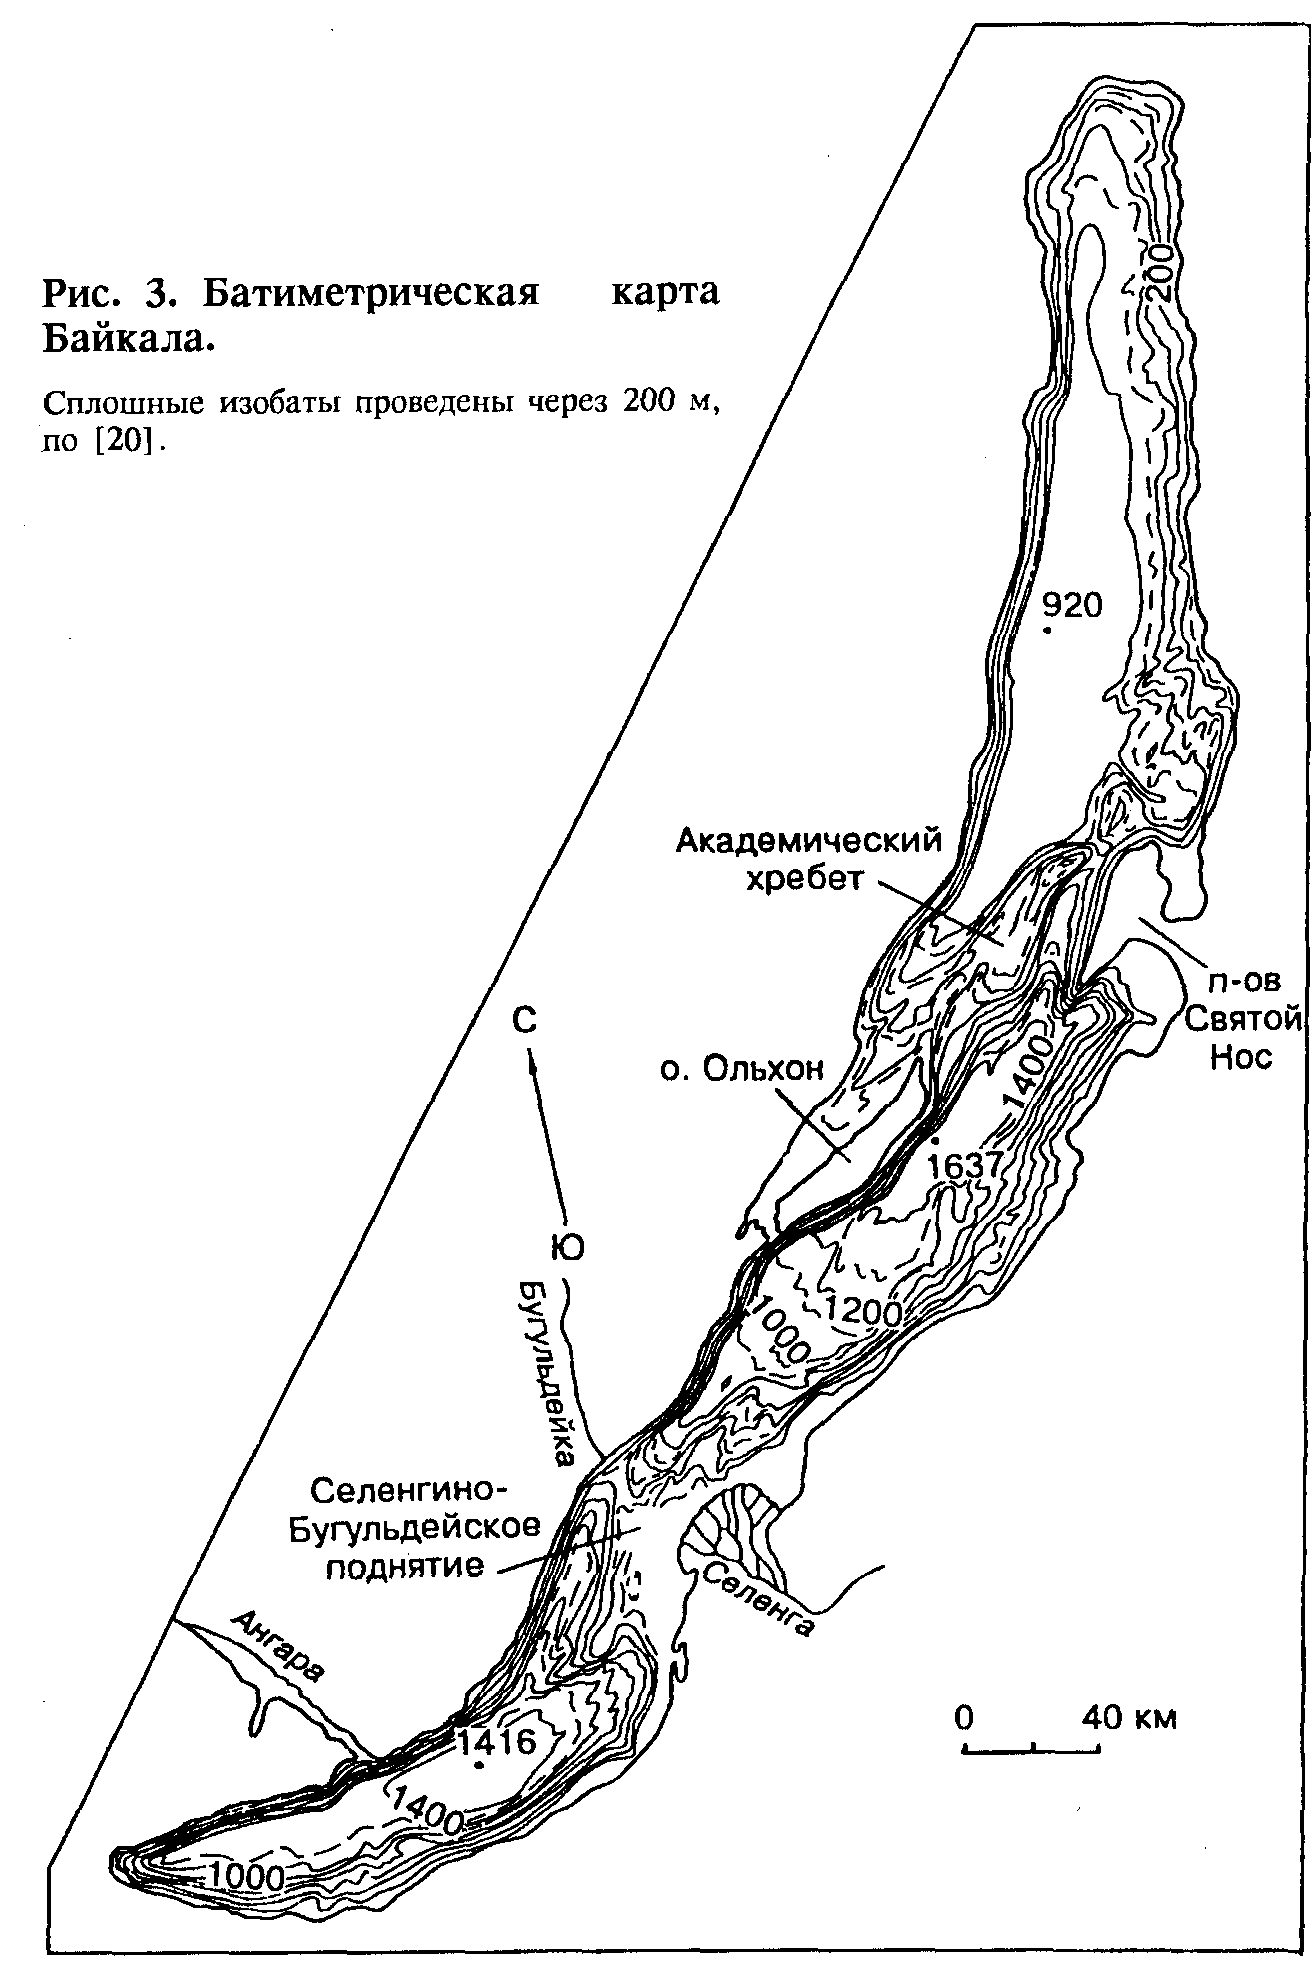 Рис. 3. Батиметрическая карта
Байкала.
Сплошные изобаты проведены через 200 м,
по [20].
200
920
Академический
хребет
п-ов
Святой
Нос
С
о. Ольхон
1400
1637
Ю
Бугульдейка
1200
1000
Селенгино-
Бугульдейское
поднятие
Селенга
Ангара
0 40 км
1416
1400
1000